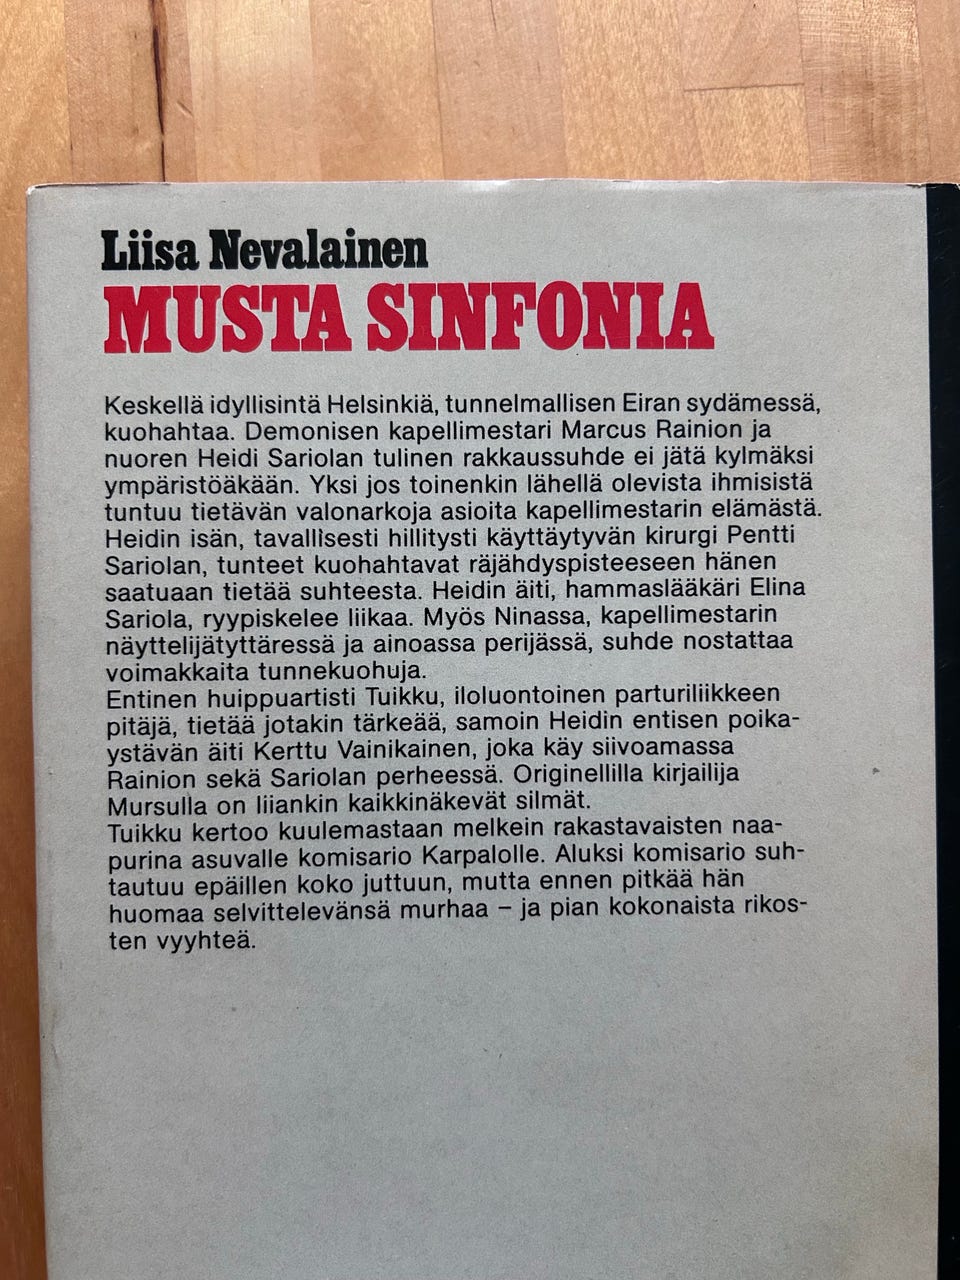 Liisa Nevalainen
MUSTA SINFONIA
Keskellä idyllisintä Helsinkiä, tunnelmallisen Eiran sydämessä,
kuohahtaa. Demonisen kapellimestari Marcus Rainion ja
nuoren Heidi Sariolan tulinen rakkaussuhde ei jätä kylmäksi
ympäristöäkään. Yksi jos toinenkin lähellä olevista ihmisistä
tuntuu tietävän valonarkoja asioita kapellimestarin elämästä.
Heidin isän, tavallisesti hillitysti käyttäytyvän kirurgi Pentti
Sariolan, tunteet kuohahtavat räjähdyspisteeseen hänen
saatuaan tietää suhteesta. Heidin äiti, hammaslääkäri Elina
Sariola, ryypiskelee liikaa. Myös Ninassa, kapellimestarin
näyttelijätyttäressä ja ainoassa perijässä, suhde nostattaa
voimakkaita tunnekuohuja.
Entinen huippuartisti Tuikku, iloluontoinen parturiliikkeen
pitäjä, tietää jotakin tärkeää, samoin Heidin entisen poika-
ystävän äiti Kerttu Vainikainen, joka käy siivoamassa
Rainion sekä Sariolan perheessä. Originellilla kirjailija
Mursulla on liiankin kaikkinäkevät silmät.
Tuikku kertoo kuulemastaan melkein rakastavaisten naa-
purina asuvalle komisario Karpalolle. Aluksi komisario suh-
tautuu epäillen koko juttuun, mutta ennen pitkää hän
huomaa selvittelevänsä murhaa – ja pian kokonaista rikos-
ten vyyhteä.